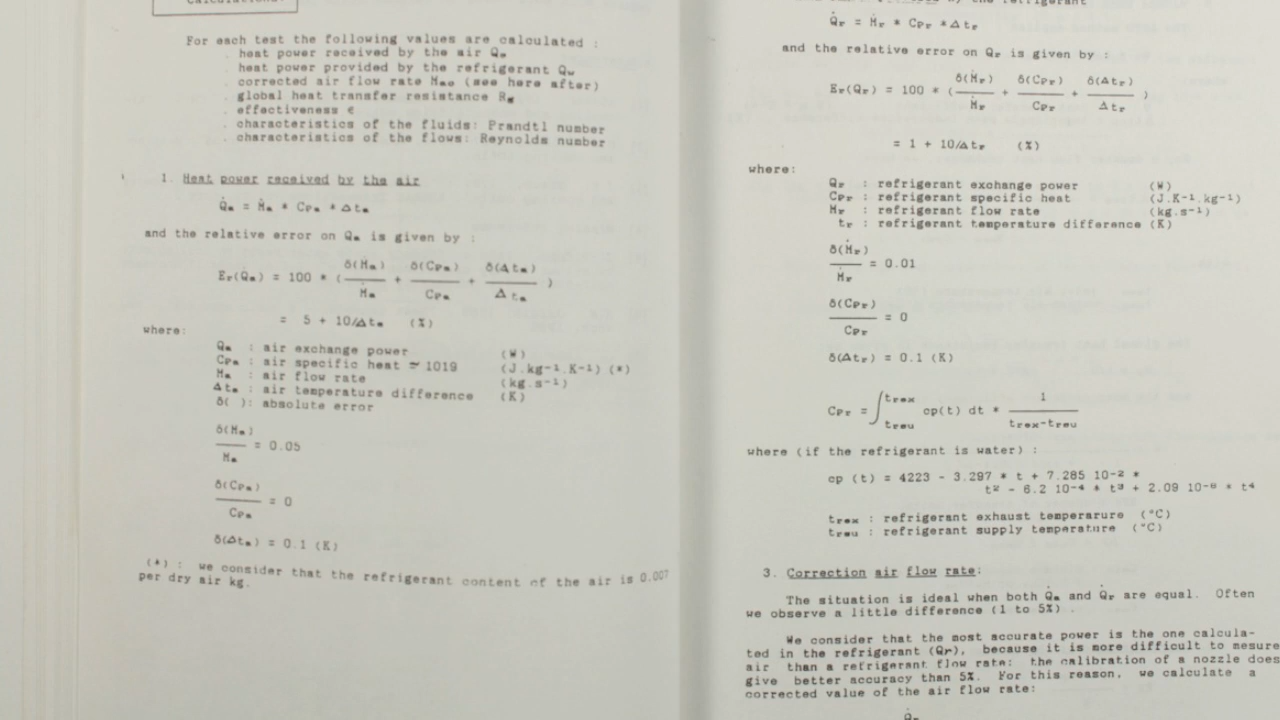 Calculations:
For each test the following values are calculated :
. heat power received by the air Qₐ
. heat power provided by the refrigerant Qw
. corrected air flow rate Mₐₒ (see here after)
. global heat transfer resistance Rg
. effectiveness ϵ
. characteristics of the fluids: Prandtl number
. characteristics of the flows: Reynolds number
1. Heat power received by the air
Q̇ₐ = Ṁₐ * Cpₐ * Δtₐ
and the relative error on Qₐ is given by :
Er(Qₐ) = 100 * ( δ(Ṁₐ)/Ṁₐ + δ(Cpₐ)/Cpₐ + δ(Δtₐ)/Δtₐ )
= 5 + 10/Δtₐ (%)
where:
Qₐ : air exchange power (W)
Cpₐ : air specific heat ≃ 1019 (J.kg-1.K-1) (*)
Mₐ : air flow rate (kg.s-1)
Δtₐ : air temperature difference (K)
δ( ): absolute error
δ(Mₐ)/Mₐ = 0.05
δ(Cpₐ)/Cpₐ = 0
δ(Δtₐ) = 0.1 (K)
(*) : we consider that the refrigerant content of the air is 0.007
per dry air kg.
by the refrigerant
Q̇r = Ṁr * Cpr *Δtr
and the relative error on Qr is given by :
Er(Qr) = 100 * ( δ(Ṁr)/Ṁr + δ(Cpr)/Cpr + δ(Δtr)/Δtr )
= 1 + 10/Δtr (%)
where:
Qr : refrigerant exchange power (W)
Cpr : refrigerant specific heat (J.K-1.kg-1)
Mr : refrigerant flow rate (kg.s-1)
tr : refrigerant temperature difference (K)
δ(Ṁr)/Ṁr = 0.01
δ(Cpr)/Cpr = 0
δ(Δtr) = 0.1 (K)
Cpr = ∫ trex treu cp(t) dt * 1/trex-treu
where (if the refrigerant is water) :
cp (t) = 4223 - 3.297 * t + 7.285 10-2 *
t2 - 6.2 10-4 * t3 + 2.09 10-6 * t4
trex : refrigerant exhaust temperarure (°C)
treu : refrigerant supply temperature (°C)
3. Correction air flow rate:
The situation is ideal when both Q̇ₐ and Q̇r are equal. Often
we observe a little difference (1 to 5%).
We consider that the most accurate power is the one calcula-
ted in the refrigerant (Qr), because it is more difficult to mesure
air than a refrigerant flow rate: the calibration of a nozzle does
give better accuracy than 5%. For this reason, we calculate a
corrected value of the air flow rate:
Q̇r